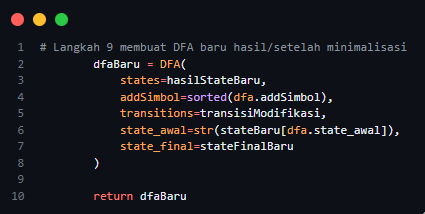 1 # Langkah 9 membuat DFA baru hasil/setelah minimalisasi
2         dfaBaru = DFA(
3             states=hasilStateBaru,
4             addSimbol=sorted(dfa.addSimbol),
5             transitions=transisiModifikasi,
6             state_awal=str(stateBaru[dfa.state_awal]),
7             state_final=stateFinalBaru
8         )
9
10         return dfaBaru